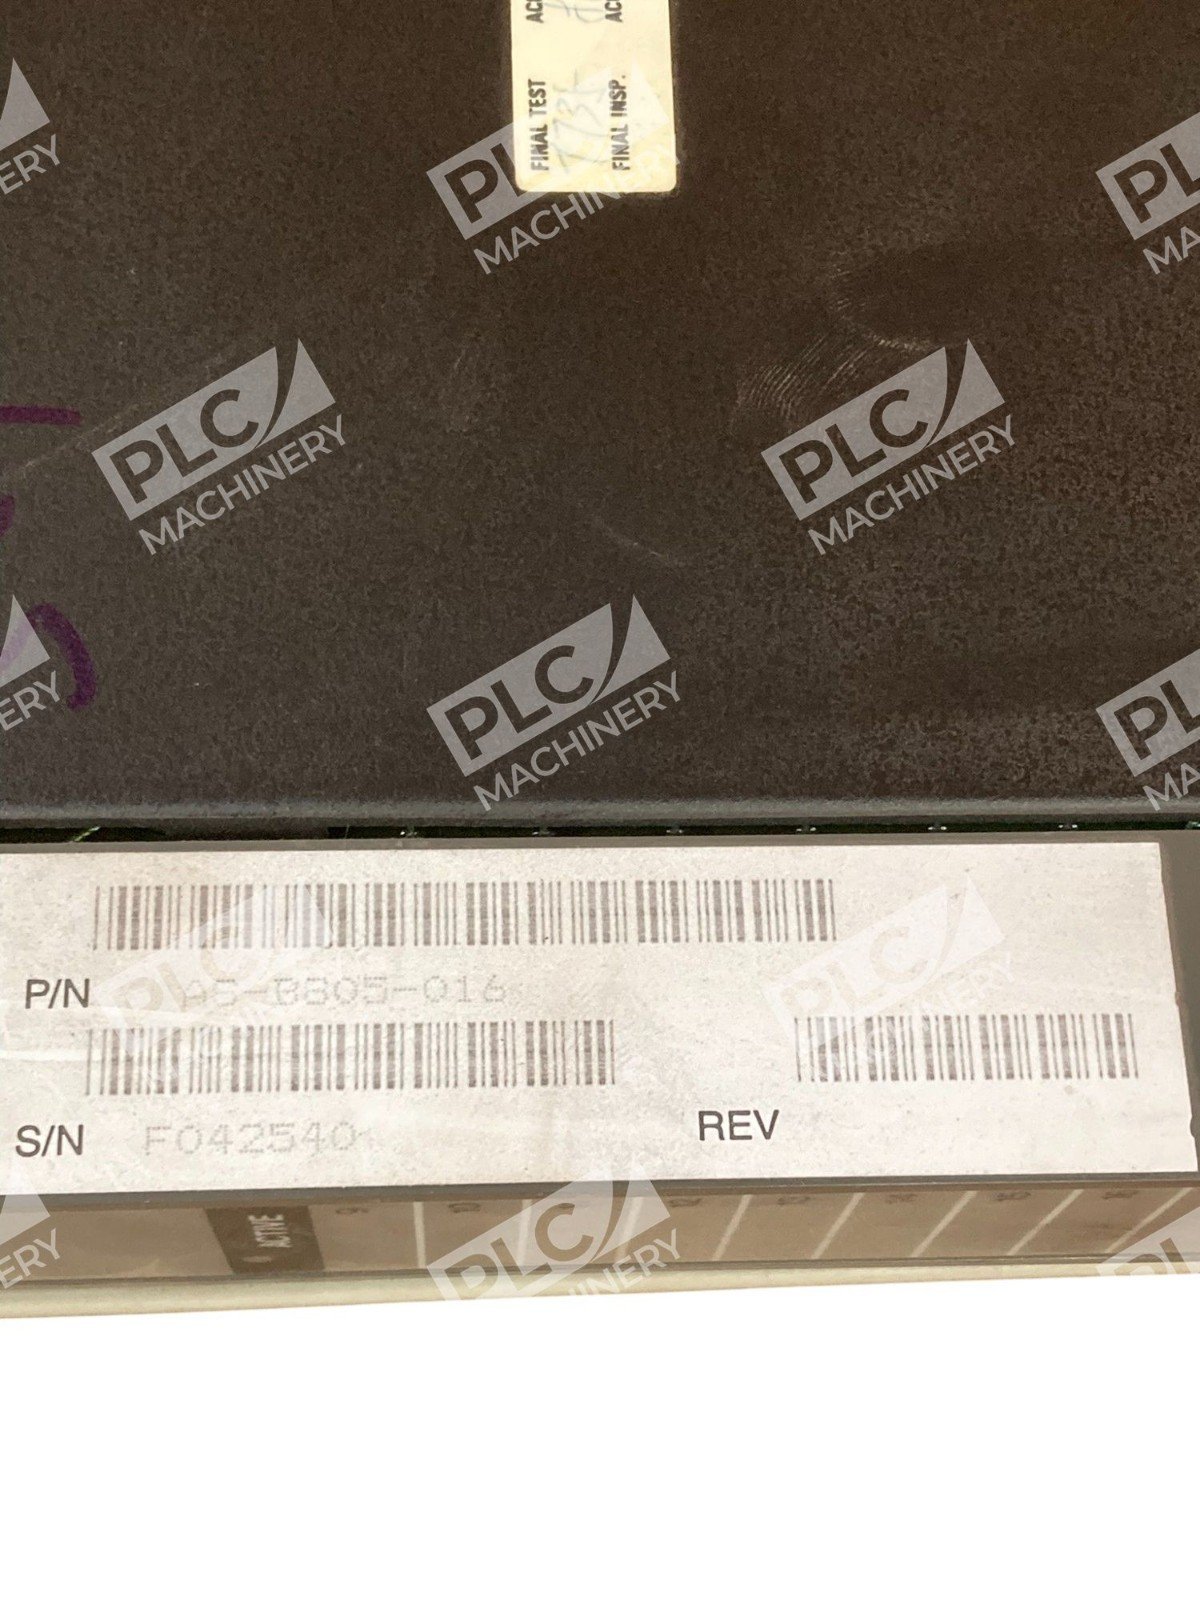 FINAL TEST
FINAL INSP.
PLC MACHINERY
P/N AS-B805-016
S/N F042540
REV
ACTIVE